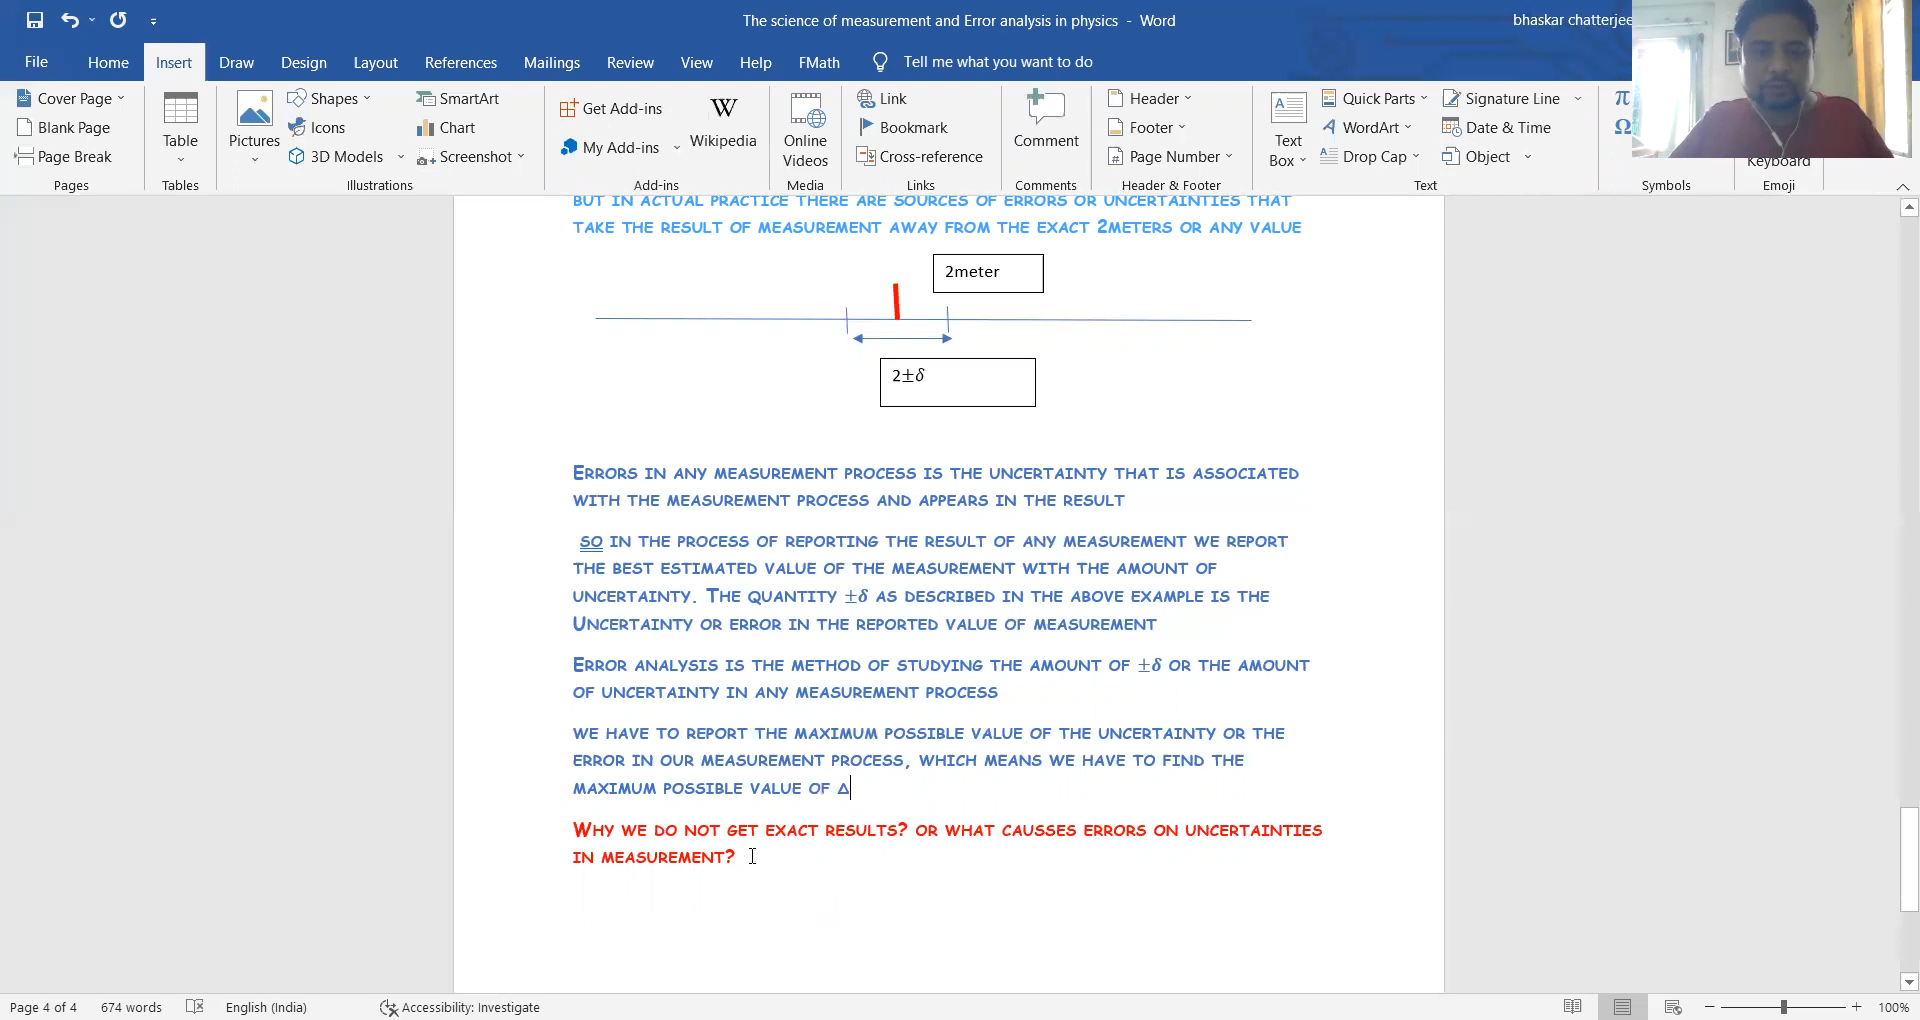 The science of measurement and Error analysis in physics - Word
bhaskar chatterjee
File Home Insert Draw Design Layout References Mailings Review View Help FMath Tell me what you want to do
Cover Page
Blank Page
Page Break
Pages
Table
Tables
Pictures
Shapes
Icons
3D Models
SmartArt
Chart
Screenshot
Illustrations
Get Add-ins
My Add-ins
Wikipedia
Add-ins
Online
Videos
Media
Link
Bookmark
Cross-reference
Links
Comment
Comments
Header
Footer
Page Number
Header & Footer
Text
Box
Quick Parts
WordArt
Drop Cap
Signature Line
Date & Time
Object
Text
π
Ω
Symbols
Keyboard
Emoji
BUT IN ACTUAL PRACTICE THERE ARE SOURCES OF ERRORS OR UNCERTAINTIES THAT
TAKE THE RESULT OF MEASUREMENT AWAY FROM THE EXACT 2METERS OR ANY VALUE
2meter
2±δ
ERRORS IN ANY MEASUREMENT PROCESS IS THE UNCERTAINTY THAT IS ASSOCIATED
WITH THE MEASUREMENT PROCESS AND APPEARS IN THE RESULT
SO IN THE PROCESS OF REPORTING THE RESULT OF ANY MEASUREMENT WE REPORT
THE BEST ESTIMATED VALUE OF THE MEASUREMENT WITH THE AMOUNT OF
UNCERTAINTY. THE QUANTITY ±δ AS DESCRIBED IN THE ABOVE EXAMPLE IS THE
UNCERTAINTY OR ERROR IN THE REPORTED VALUE OF MEASUREMENT
ERROR ANALYSIS IS THE METHOD OF STUDYING THE AMOUNT OF ±δ OR THE AMOUNT
OF UNCERTAINTY IN ANY MEASUREMENT PROCESS
WE HAVE TO REPORT THE MAXIMUM POSSIBLE VALUE OF THE UNCERTAINTY OR THE
ERROR IN OUR MEASUREMENT PROCESS, WHICH MEANS WE HAVE TO FIND THE
MAXIMUM POSSIBLE VALUE OF Δ
WHY WE DO NOT GET EXACT RESULTS? OR WHAT CAUSSES ERRORS ON UNCERTAINTIES
IN MEASUREMENT?
Page 4 of 4 674 words English (India) Accessibility: Investigate 100%